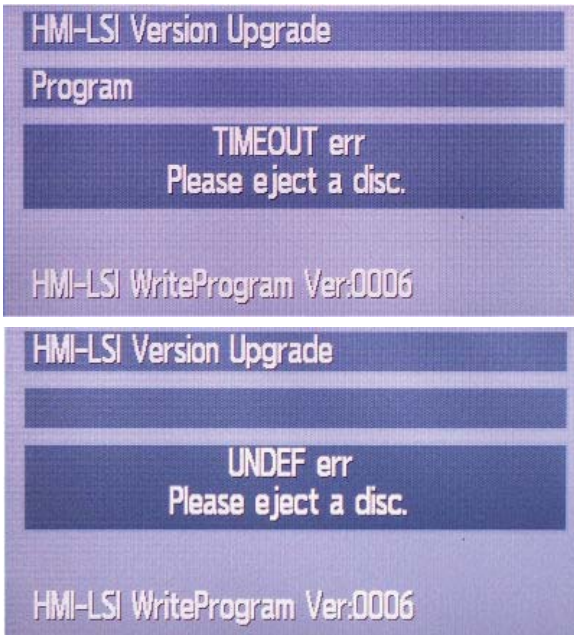 HMI-LSI Version Upgrade
Program
TIMEOUT err
Please eject a disc.
HMI-LSI WriteProgram Ver:0006
HMI-LSI Version Upgrade
UNDEF err
Please eject a disc.
HMI-LSI WriteProgram Ver:0006